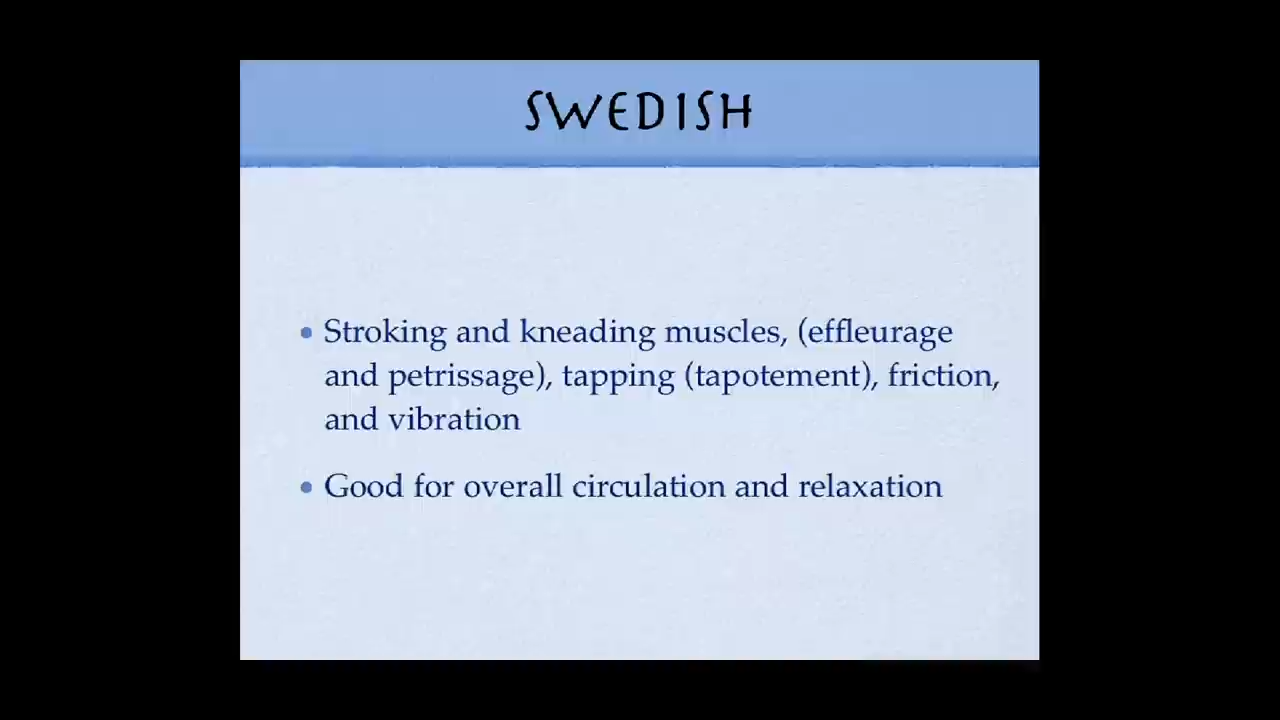 SWEDISH
• Stroking and kneading muscles, (effleurage
and petrissage), tapping (tapotement), friction,
and vibration
• Good for overall circulation and relaxation